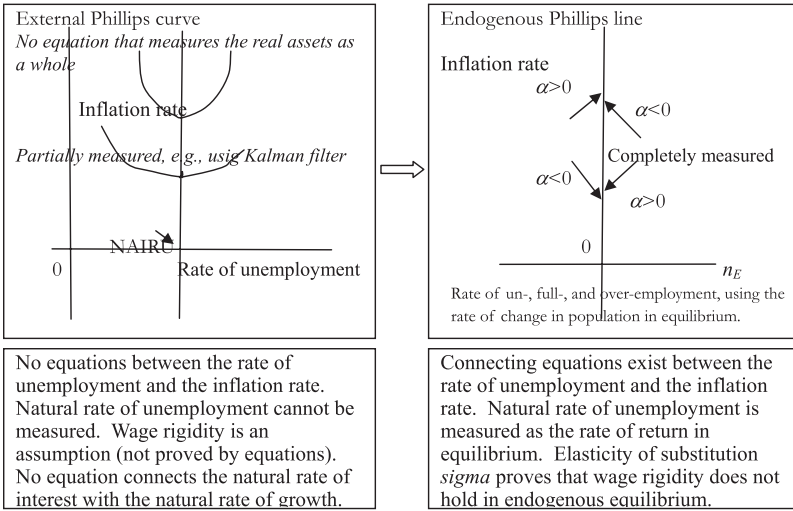 External Phillips curve
No equation that measures the real assets as
a whole
Inflation rate
Partially measured, e.g., usig Kalman filter
NAIRU
0
Rate of unemployment
Endogenous Phillips line
Inflation rate
α>0
α<0
Completely measured
α<0
α>0
0
n_E
Rate of un-, full-, and over-employment, using the
rate of change in population in equilibrium.
No equations between the rate of
unemployment and the inflation rate.
Natural rate of unemployment cannot be
measured. Wage rigidity is an
assumption (not proved by equations).
No equation connects the natural rate of
interest with the natural rate of growth.
Connecting equations exist between the
rate of unemployment and the inflation
rate. Natural rate of unemployment is
measured as the rate of return in
equilibrium. Elasticity of substitution
sigma proves that wage rigidity does not
hold in endogenous equilibrium.